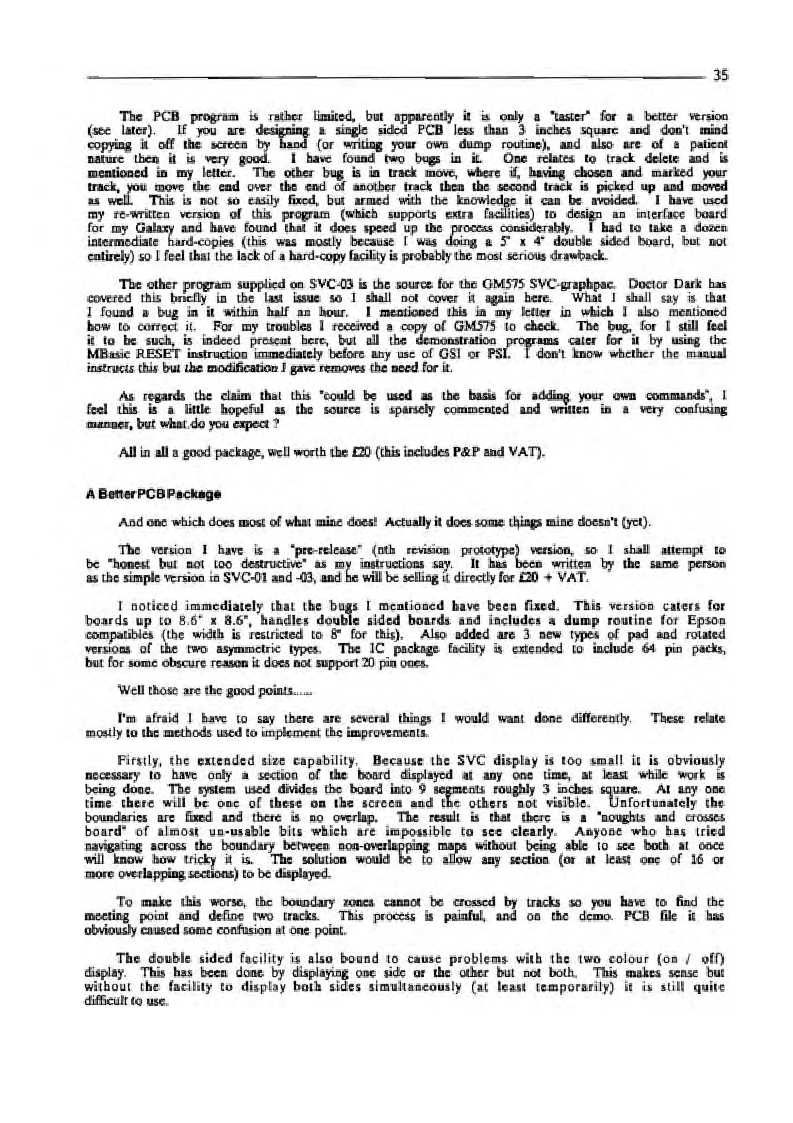 35
The PCB program is rather limited, but apparently it is only a "taster" for a better version
(see later). If you are designing a single sided PCB less than 3 inches square and don't mind
copying it off the screen by hand (or writing your own dump routine), and also are of a patient
nature then it is very good. I have found two bugs in it. One relates to track delete and is
mentioned in my letter. The other bug is in track move, where if, having chosen and marked your
track, you move the end over the end of another track then the second track is picked up and moved
as well. This is not so easily fixed, but armed with the knowledge it can be avoided. I have used
my re-written version of this program (which supports extra facilities) to design an interface board
for my Galaxy and have found that it does speed up the process considerably. I had to take a dozen
intermediate hard-copies (this was mostly because I was doing a 5" x 4" double sided board, but not
entirely) so I feel that the lack of a hard-copy facility is probably the most serious drawback.
The other program supplied on SVC-03 is the source for the GM575 SVC-graphpac. Doctor Dark has
covered this briefly in the last issue so I shall not cover it again here. What I shall say is that
I found a bug in it within half an hour. I mentioned this in my letter in which I also mentioned
how to correct it. For my troubles I received a copy of GM575 to check. The bug, for I still feel
it to be such, is indeed present here, but all the demonstration programs cater for it by using the
MBasic RESET instruction immediately before any use of GSI or PSI. I don't know whether the manual
instructs this but the modification I gave removes the need for it.
As regards the claim that this "could be used as the basis for adding your own commands", I
feel this is a little hopeful as the source is sparsely commented and written in a very confusing
manner, but what do you expect ?
All in all a good package, well worth the £20 (this includes P&P and VAT).
A Better PCB Package
And one which does most of what mine does! Actually it does some things mine doesn't (yet).
The version I have is a "pre-release" (nth revision prototype) version, so I shall attempt to
be "honest but not too destructive" as my instructions say. It has been written by the same person
as the simple version in SVC-01 and -03, and he will be selling it directly for £20 + VAT.
I noticed immediately that the bugs I mentioned have been fixed. This version caters for
boards up to 8.6" x 8.6", handles double sided boards and includes a dump routine for Epson
compatibles (the width is restricted to 8" for this). Also added are 3 new types of pad and rotated
versions of the two asymmetric types. The IC package facility is extended to include 64 pin packs,
but for some obscure reason it does not support 20 pin ones.
Well those are the good points......
I'm afraid I have to say there are several things I would want done differently. These relate
mostly to the methods used to implement the improvements.
Firstly, the extended size capability. Because the SVC display is too small it is obviously
necessary to have only a section of the board displayed at any one time, at least while work is
being done. The system used divides the board into 9 segments roughly 3 inches square. At any one
time there will be one of these on the screen and the others not visible. Unfortunately the
boundaries are fixed and there is no overlap. The result is that there is a "noughts and crosses
board" of almost un-usable bits which are impossible to see clearly. Anyone who has tried
navigating across the boundary between non-overlapping maps without being able to see both at once
will know how tricky it is. The solution would be to allow any section (or at least one of 16 or
more overlapping sections) to be displayed.
To make this worse, the boundary zones cannot be crossed by tracks so you have to find the
meeting point and define two tracks. This process is painful, and on the demo. PCB file it has
obviously caused some confusion at one point.
The double sided facility is also bound to cause problems with the two colour (on / off)
display. This has been done by displaying one side or the other but not both. This makes sense but
without the facility to display both sides simultaneously (at least temporarily) it is still quite
difficult to use.